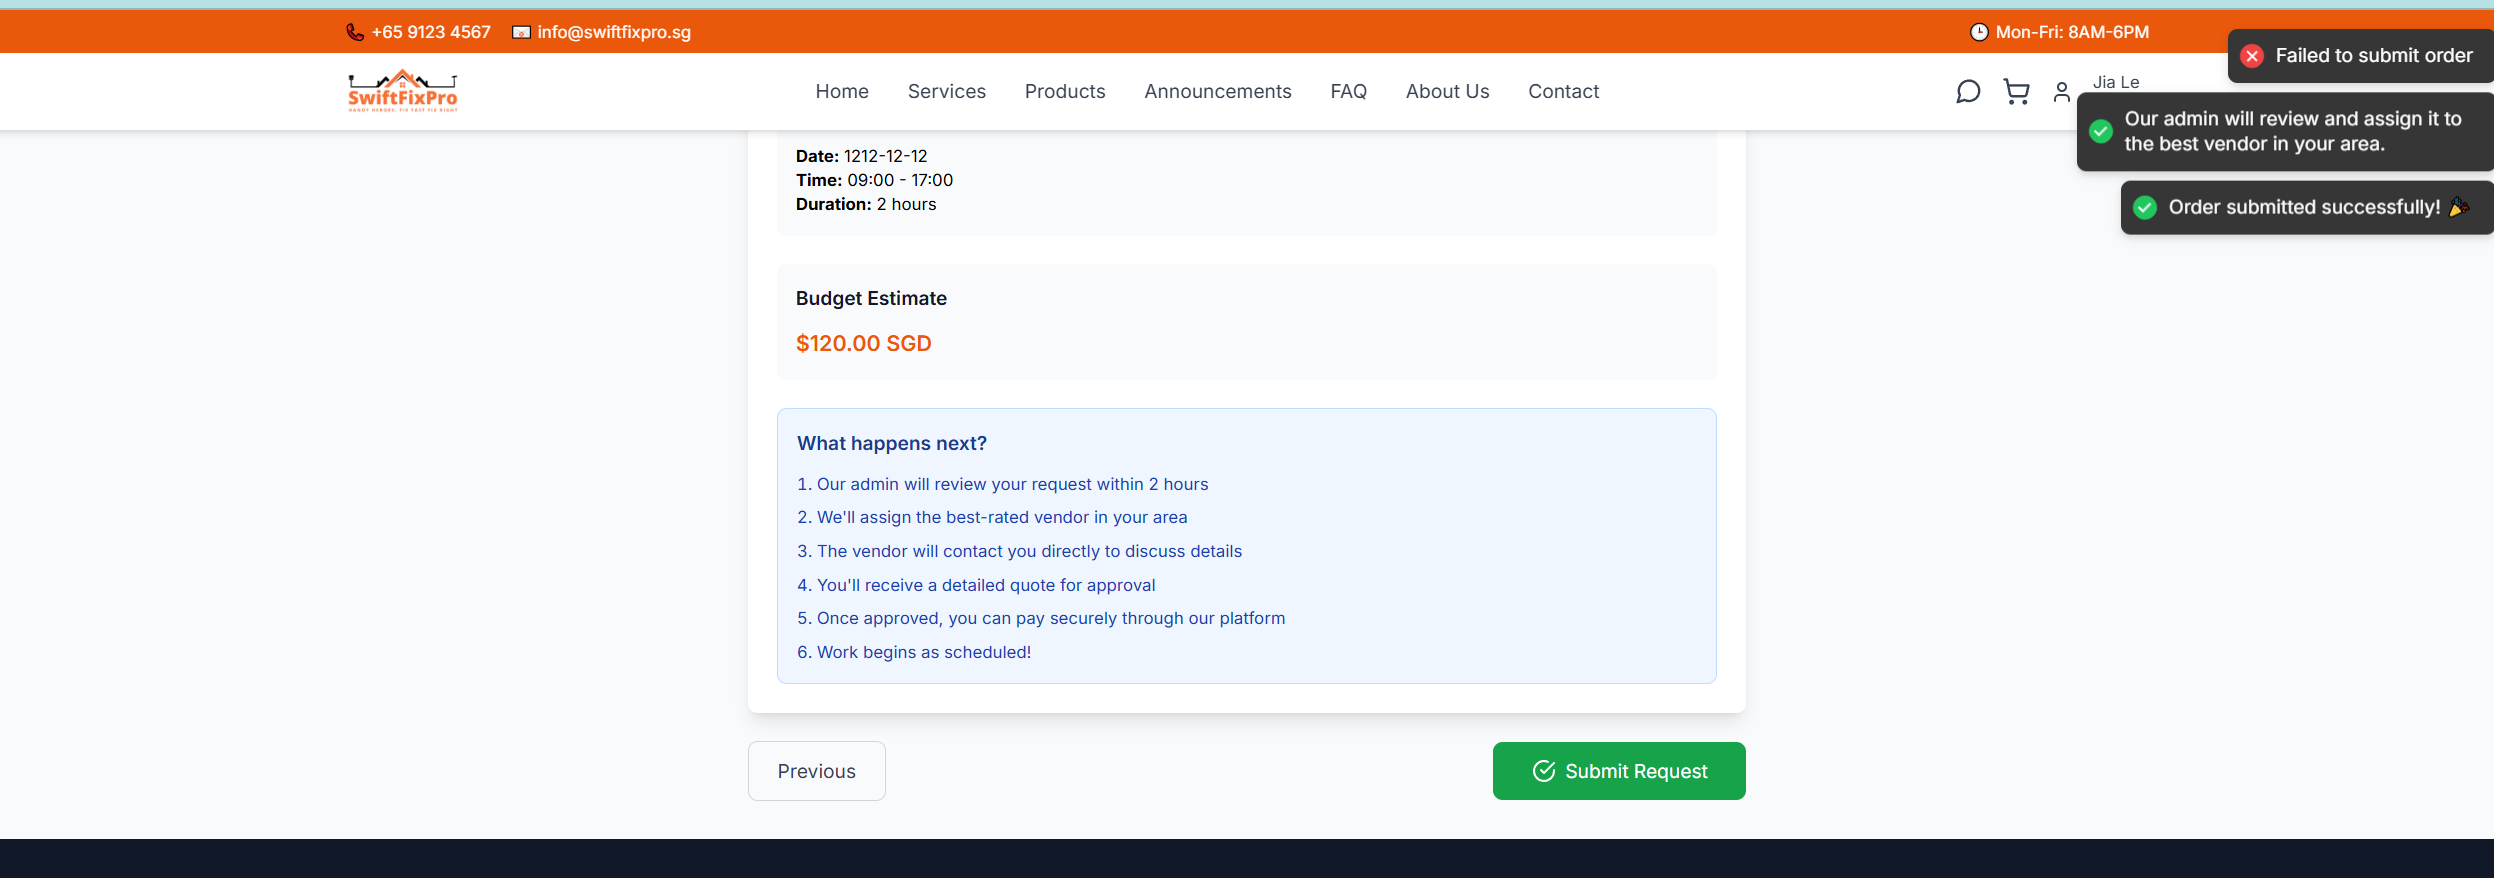 +65 9123 4567
info@swiftfixpro.sg
Mon-Fri: 8AM-6PM
Failed to submit order
SwiftFixPro
HANDY HEROES: FIX FAST FIX RIGHT
Home
Services
Products
Announcements
FAQ
About Us
Contact
Jia Le
Our admin will review and assign it to
the best vendor in your area.
Order submitted successfully! 🎉
Date: 1212-12-12
Time: 09:00 - 17:00
Duration: 2 hours
Budget Estimate
$120.00 SGD
What happens next?
1. Our admin will review your request within 2 hours
2. We'll assign the best-rated vendor in your area
3. The vendor will contact you directly to discuss details
4. You'll receive a detailed quote for approval
5. Once approved, you can pay securely through our platform
6. Work begins as scheduled!
Previous
Submit Request